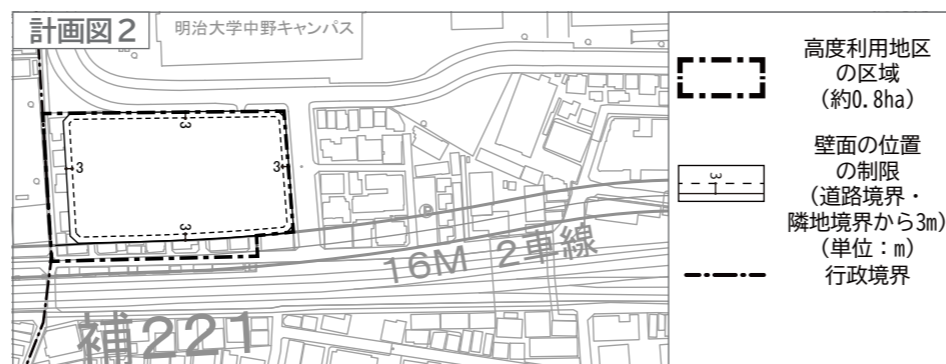 計画図2
明治大学中野キャンパス
3
3
3
3
16M 2車線
補221
高度利用地区
の区域
(約0.8ha)
3
壁面の位置
の制限
(道路境界・
隣地境界から3m)
(単位:m)
行政境界